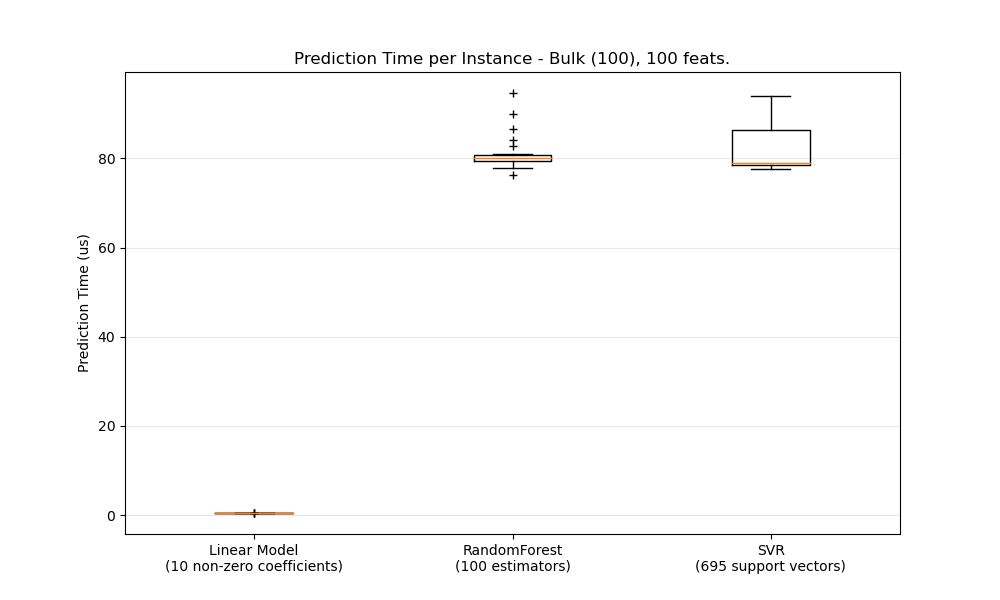 Prediction Time per Instance - Bulk (100), 100 feats.
Prediction Time (us)
80
60
40
20
0
Linear Model
(10 non-zero coefficients)
RandomForest
(100 estimators)
SVR
(695 support vectors)